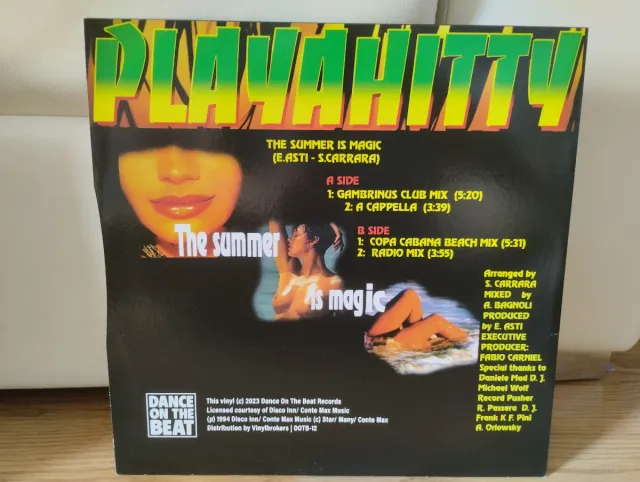 PLAYAHITTY
THE SUMMER IS MAGIC
(E.ASTI - S.CARRARA)
A SIDE
1: GAMBRINUS CLUB MIX (5:20)
2: A CAPPELLA (3:39)
B SIDE
1: COPA CABANA BEACH MIX (5:31)
2: RADIO MIX (3:55)
The summer
is magic
Arranged by
S. CARRARA
MIXED by
A. BAGNOLI
PRODUCED
by E. ASTI
EXECUTIVE
PRODUCER:
FABIO CARNIEL
Special thanks to
Daniele Mad D. J.
Michael Wolf
Record Pusher
R. Passera D. J.
Frank K F. Pini
A. Orlowsky
DANCE
ON THE
BEAT
This vinyl (c) 2023 Dance On The Beat Records
Licensed courtesy of Disco Inn/ Conte Max Music
(p) 1994 Disco Inn/ Conte Max Music (c) Star/ Many/ Conte Max
Distribution by Vinylbrokers | DOTB-12